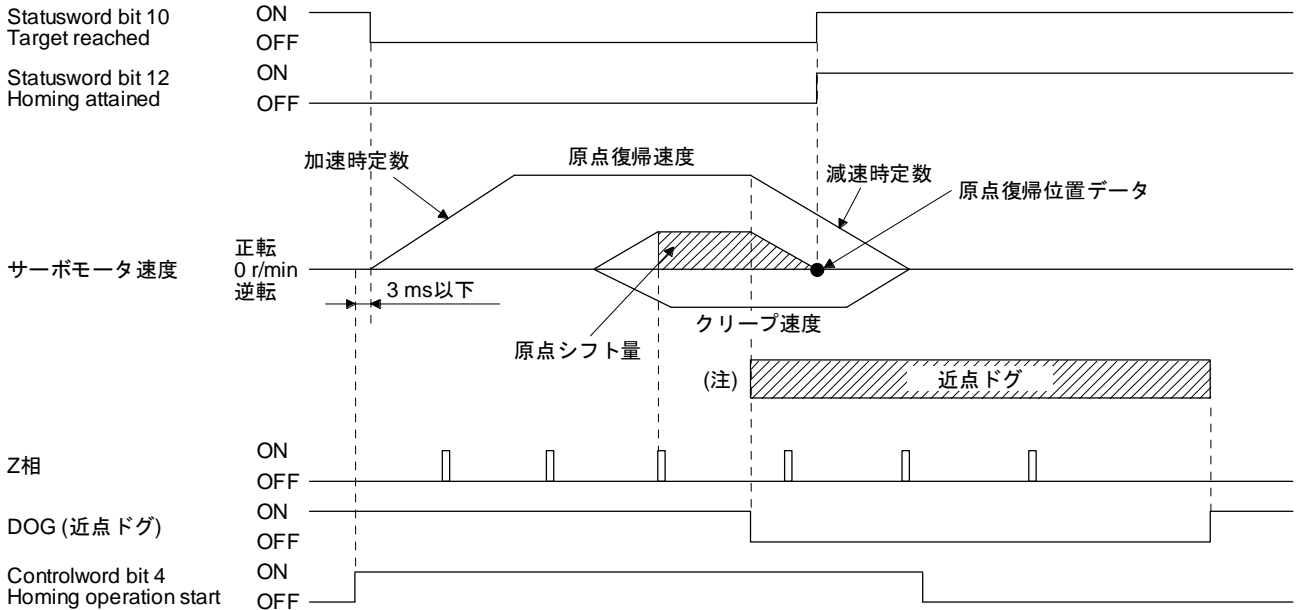 Statusword bit 10
Target reached
ON
OFF
Statusword bit 12
Homing attained
ON
OFF
加速時定数
原点復帰速度
減速時定数
原点復帰位置データ
サーボモータ速度
正転
0 r/min
逆転
3 ms以下
クリープ速度
原点シフト量
(注)
近点ドグ
Z相
ON
OFF
DOG (近点ドグ)
ON
OFF
Controlword bit 4
Homing operation start
ON
OFF